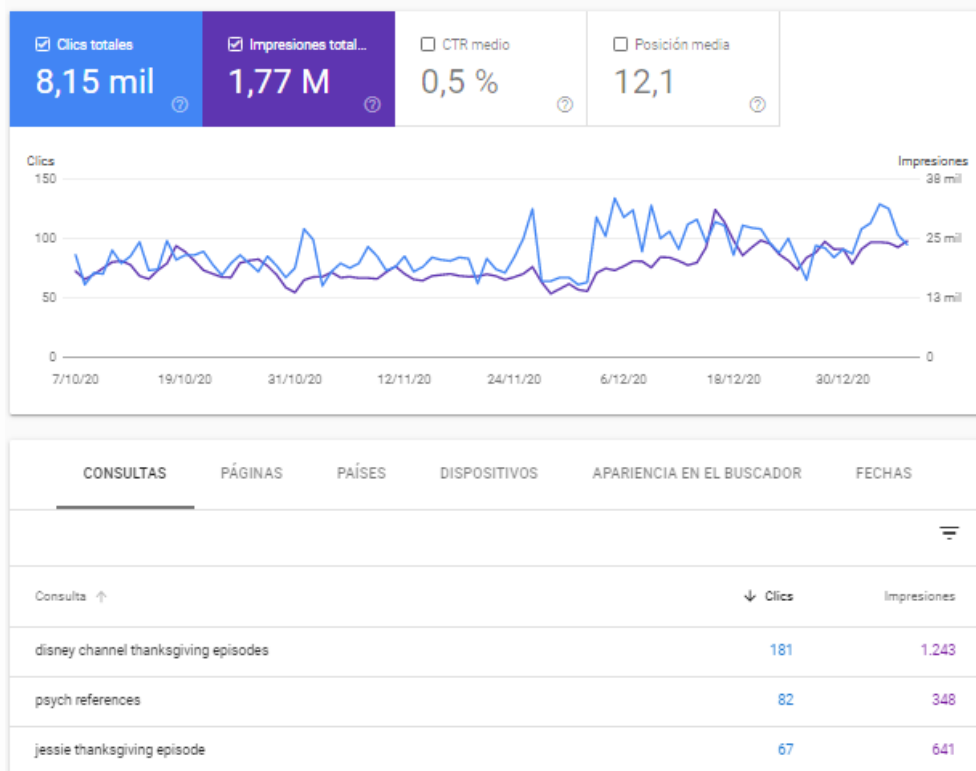 Clics totales
Impresiones total...
CTR medio
Posición media
8,15 mil
1,77 M
0,5 %
12,1
Clics
Impresiones
150
38 mil
100
25 mil
50
13 mil
0
0
7/10/20
19/10/20
31/10/20
12/11/20
24/11/20
6/12/20
18/12/20
30/12/20
CONSULTAS
PÁGINAS
PAÍSES
DISPOSITIVOS
APARIENCIA EN EL BUSCADOR
FECHAS
Consulta ↑
↓ Clics
Impresiones
disney channel thanksgiving episodes
181
1.243
psych references
82
348
jessie thanksgiving episode
67
641